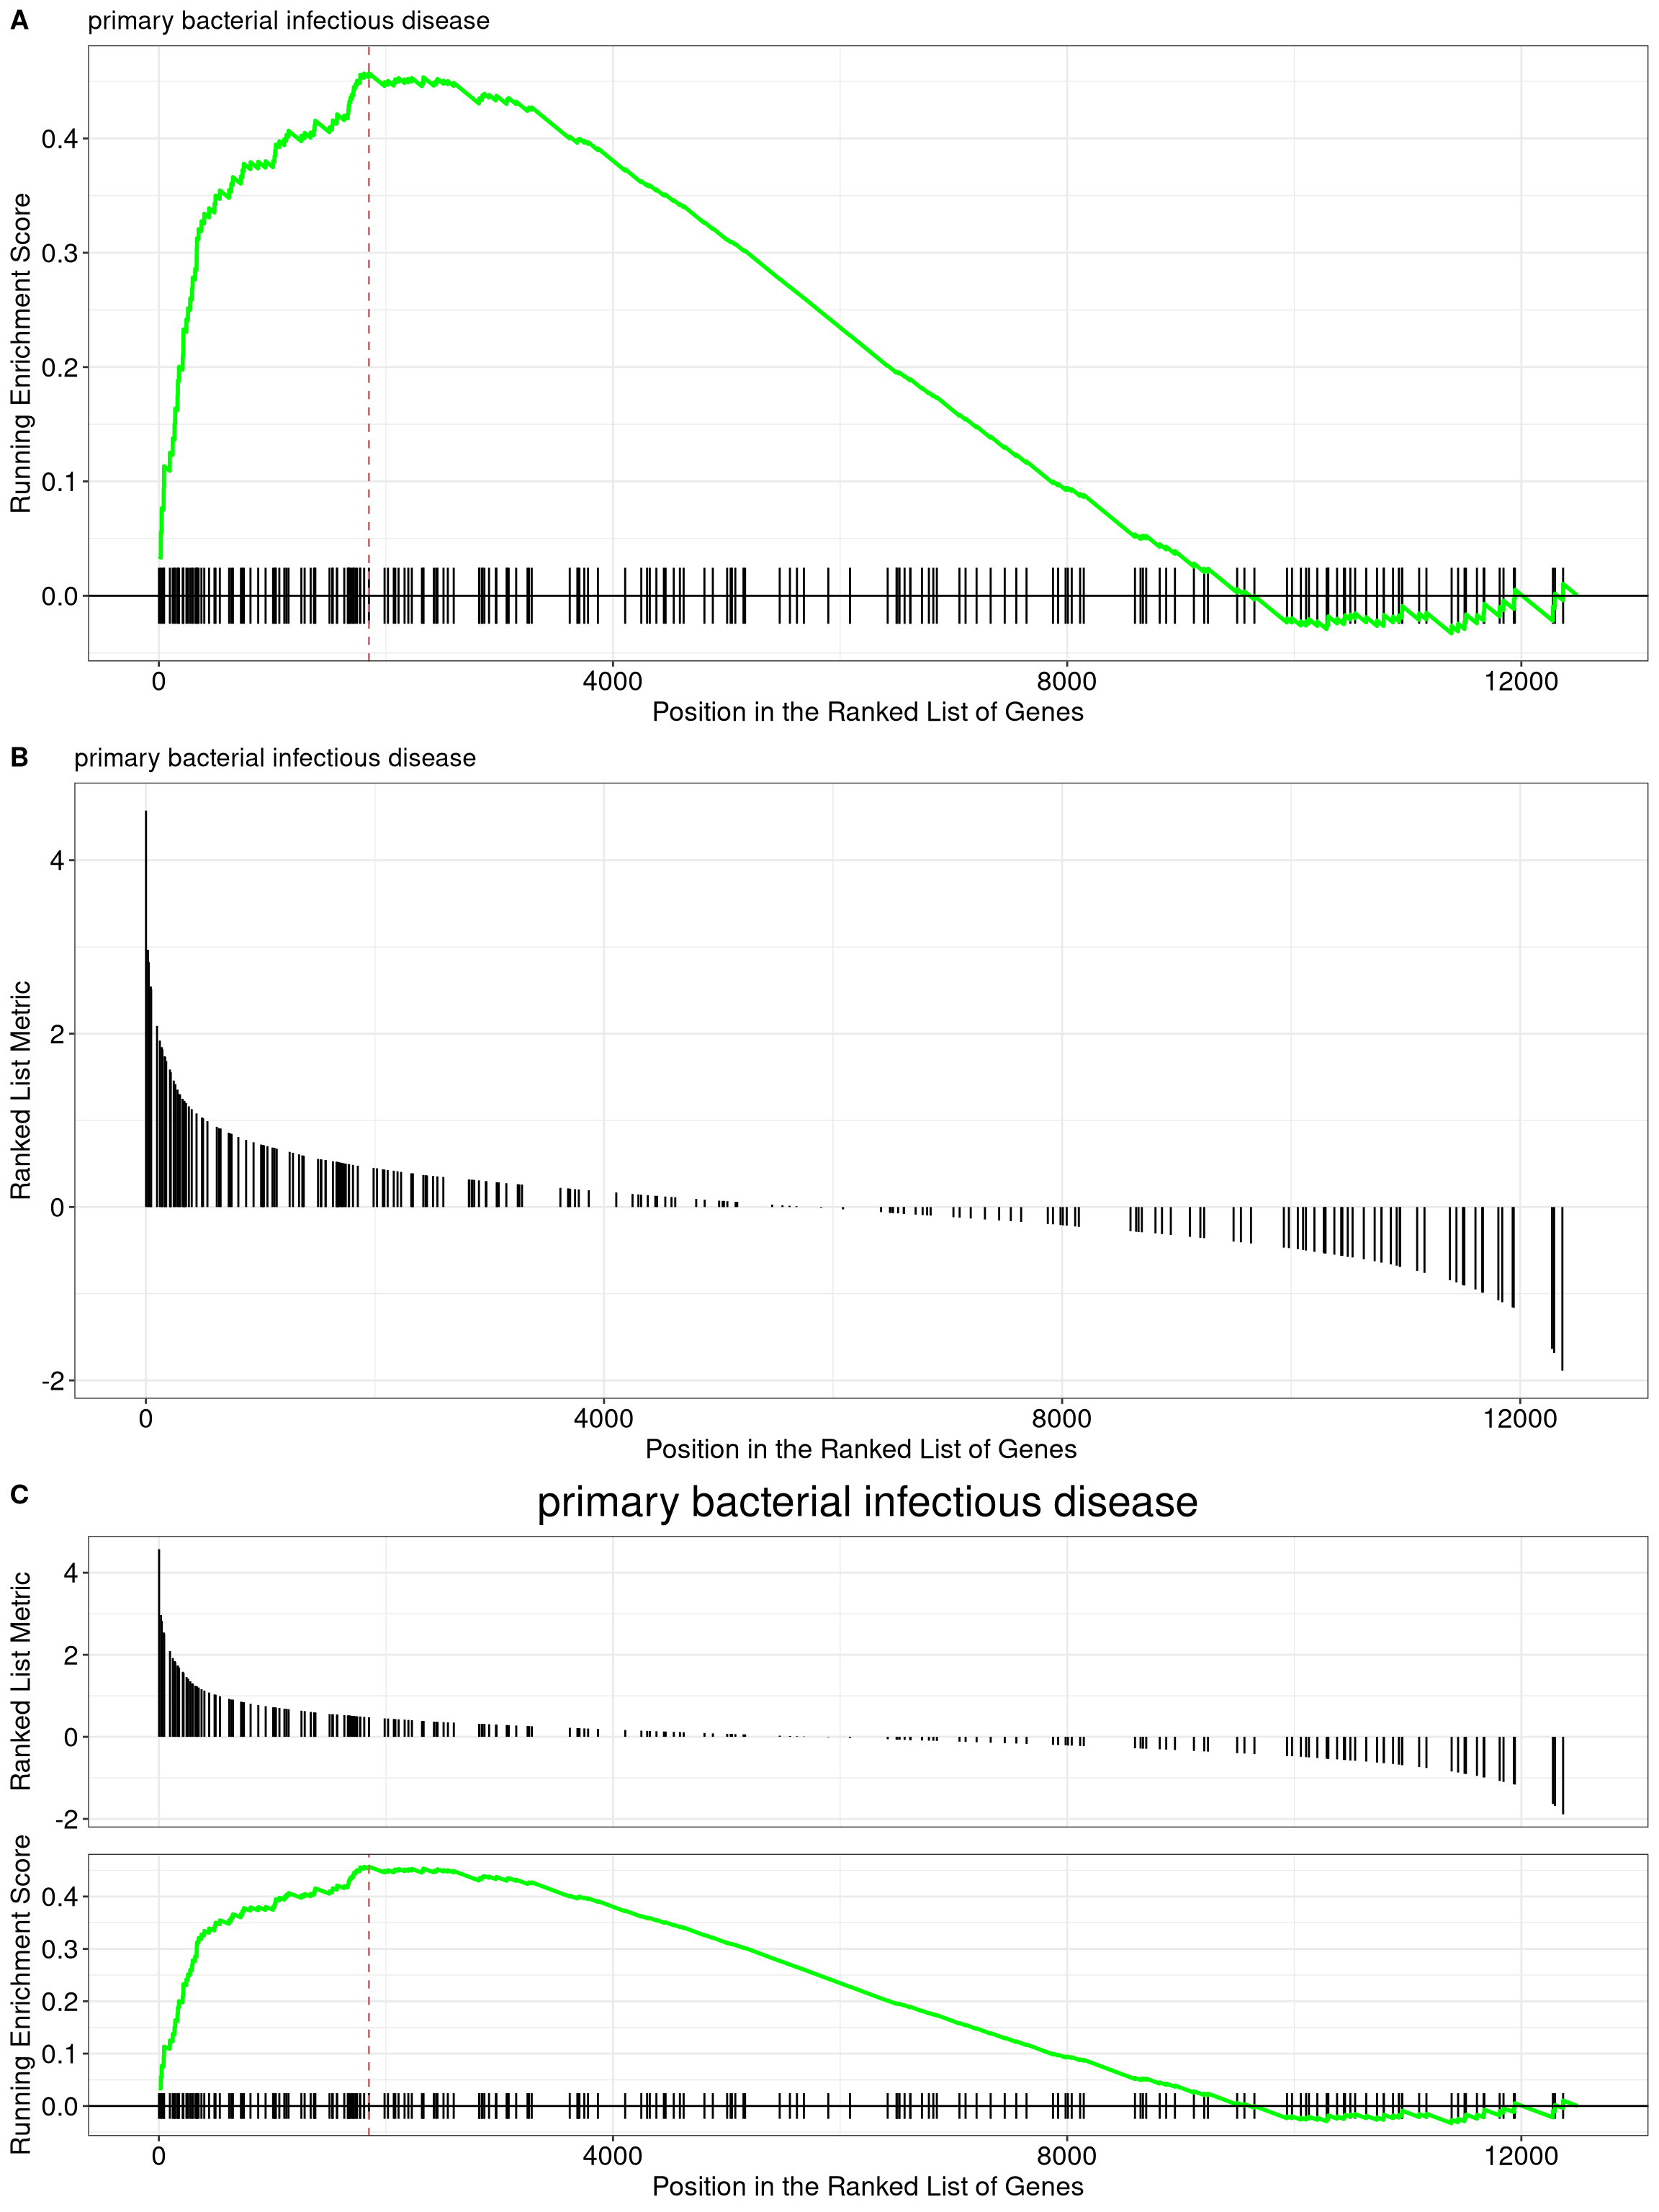 A primary bacterial infectious disease
Running Enrichment Score
0.4
0.3
0.2
0.1
0.0
0 4000 8000 12000
Position in the Ranked List of Genes
B primary bacterial infectious disease
Ranked List Metric
4
2
0
-2
0 4000 8000 12000
Position in the Ranked List of Genes
C primary bacterial infectious disease
Ranked List Metric
4
2
0
-2
Running Enrichment Score
0.4
0.3
0.2
0.1
0.0
0 4000 8000 12000
Position in the Ranked List of Genes